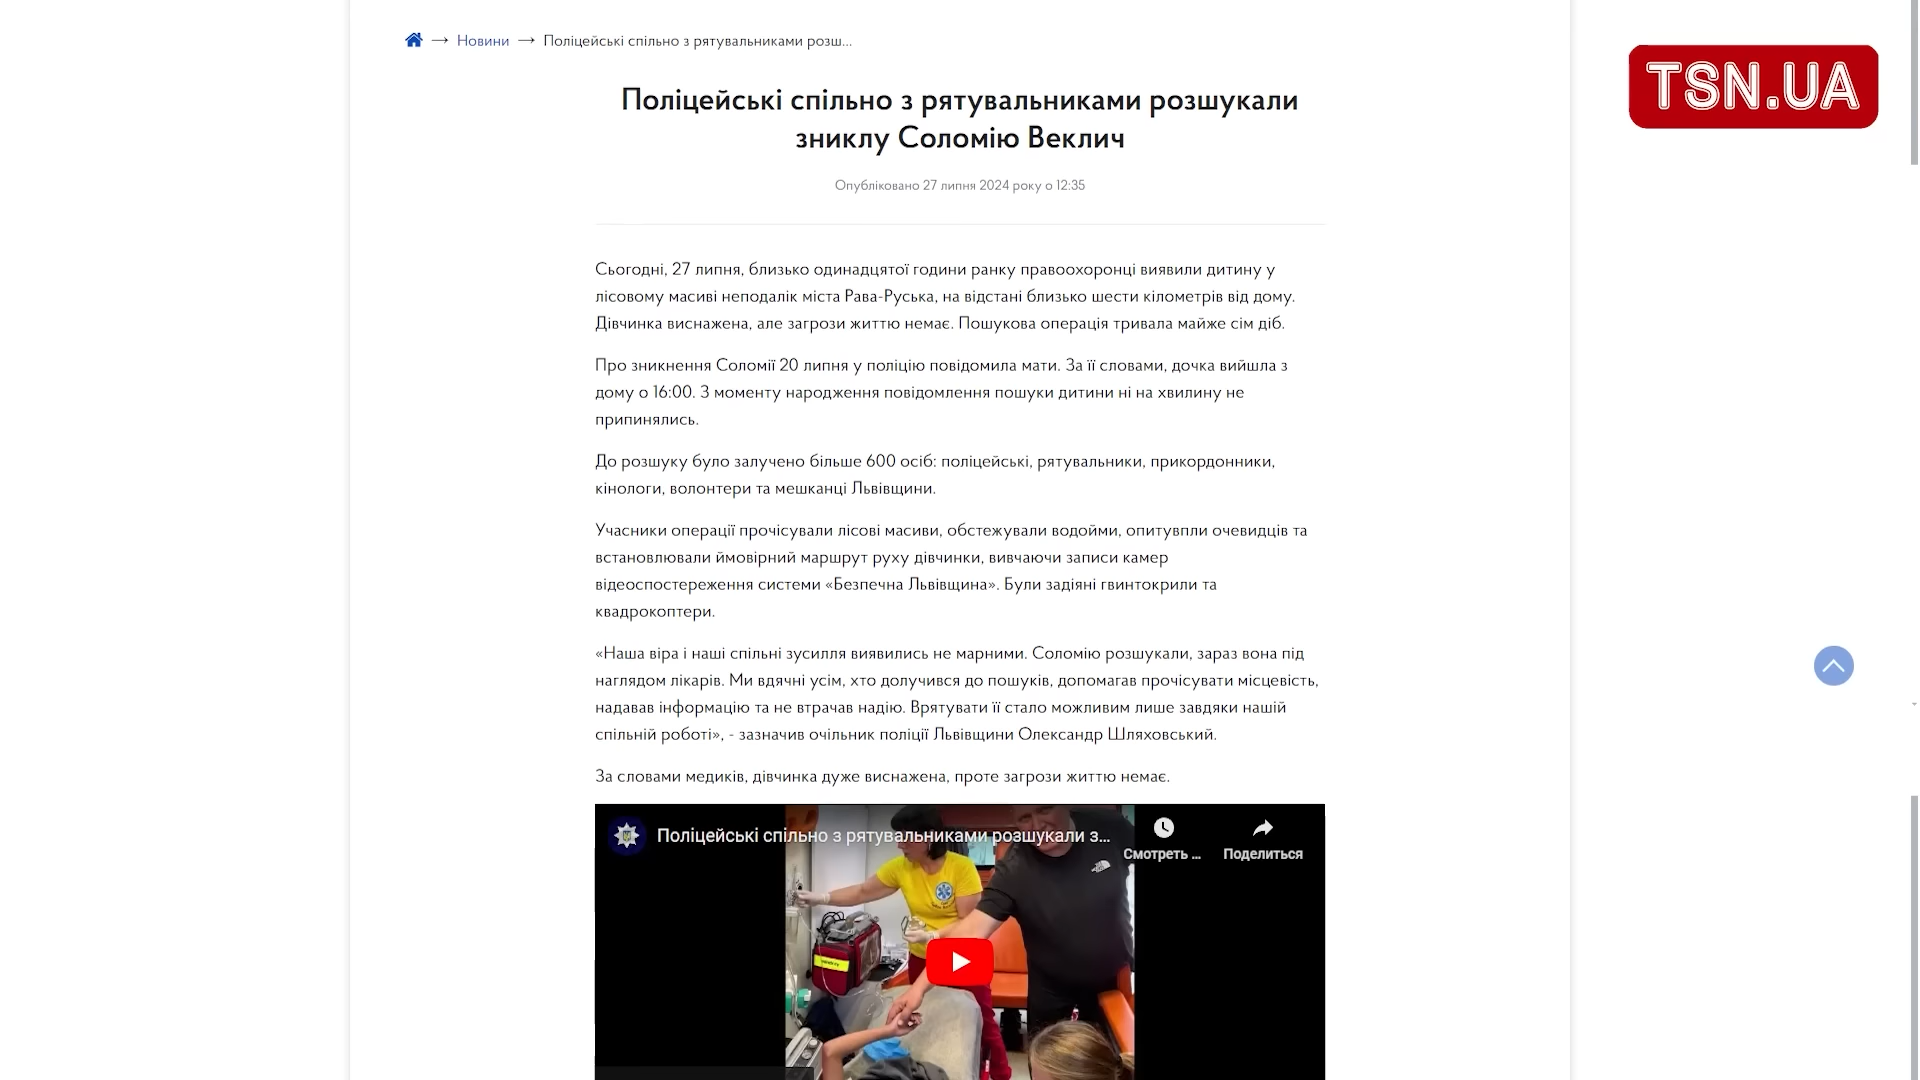 Новини → Поліцейські спільно з рятувальниками розш...
TSN.UA
Поліцейські спільно з рятувальниками розшукали
зниклу Соломію Веклич
Опубліковано 27 липня 2024 року о 12:35
Сьогодні, 27 липня, близько одинадцятої години ранку правоохоронці виявили дитину у
лісовому масиві неподалік міста Рава-Руська, на відстані близько шести кілометрів від дому.
Дівчинка виснажена, але загрози життю немає. Пошукова операція тривала майже сім діб.
Про зникнення Соломії 20 липня у поліцію повідомила мати. За її словами, дочка вийшла з
дому о 16:00. З моменту народження повідомлення пошуки дитини ні на хвилину не
припинялись.
До розшуку було залучено більше 600 осіб: поліцейські, рятувальники, прикордонники,
кінологи, волонтери та мешканці Львівщини.
Учасники операції прочісували лісові масиви, обстежували водойми, опитувпли очевидців та
встановлювали ймовірний маршрут руху дівчинки, вивчаючи записи камер
відеоспостереження системи «Безпечна Львівщина». Були задіяні гвинтокрили та
квадрокоптери.
«Наша віра і наші спільні зусилля виявились не марними. Соломію розшукали, зараз вона під
наглядом лікарів. Ми вдячні усім, хто долучився до пошуків, допомагав прочісувати місцевість,
надавав інформацію та не втрачав надію. Врятувати її стало можливим лише завдяки нашій
спільній роботі», - зазначив очільник поліції Львівщини Олександр Шляховський.
За словами медиків, дівчинка дуже виснажена, проте загрози життю немає.
Поліцейські спільно з рятувальниками розшукали з...
Смотреть ...
Поделиться